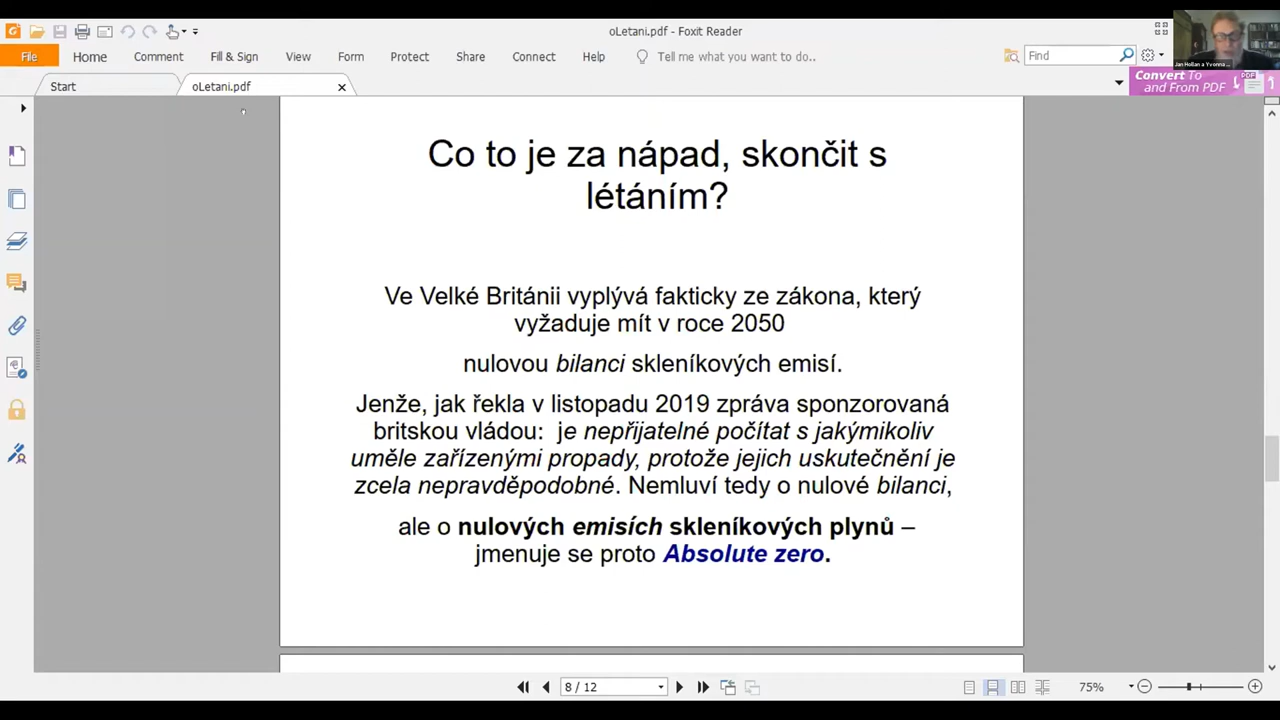 oLetani.pdf - Foxit Reader
File Home Comment Fill & Sign View Form Protect Share Connect Help Tell me what you want to do.. Find
Jan Hollan a Yvonna ...
Start oLetani.pdf
Convert To
and From PDF
PDF
Co to je za nápad, skončit s
létáním?
Ve Velké Británii vyplývá fakticky ze zákona, který
vyžaduje mít v roce 2050
nulovou bilanci skleníkových emisí.
Jenže, jak řekla v listopadu 2019 zpráva sponzorovaná
britskou vládou: je nepřijatelné počítat s jakýmikoliv
uměle zařízenými propady, protože jejich uskutečnění je
zcela nepravděpodobné. Nemluví tedy o nulové bilanci,
ale o nulových emisích skleníkových plynů –
jmenuje se proto Absolute zero.
8 / 12
75%